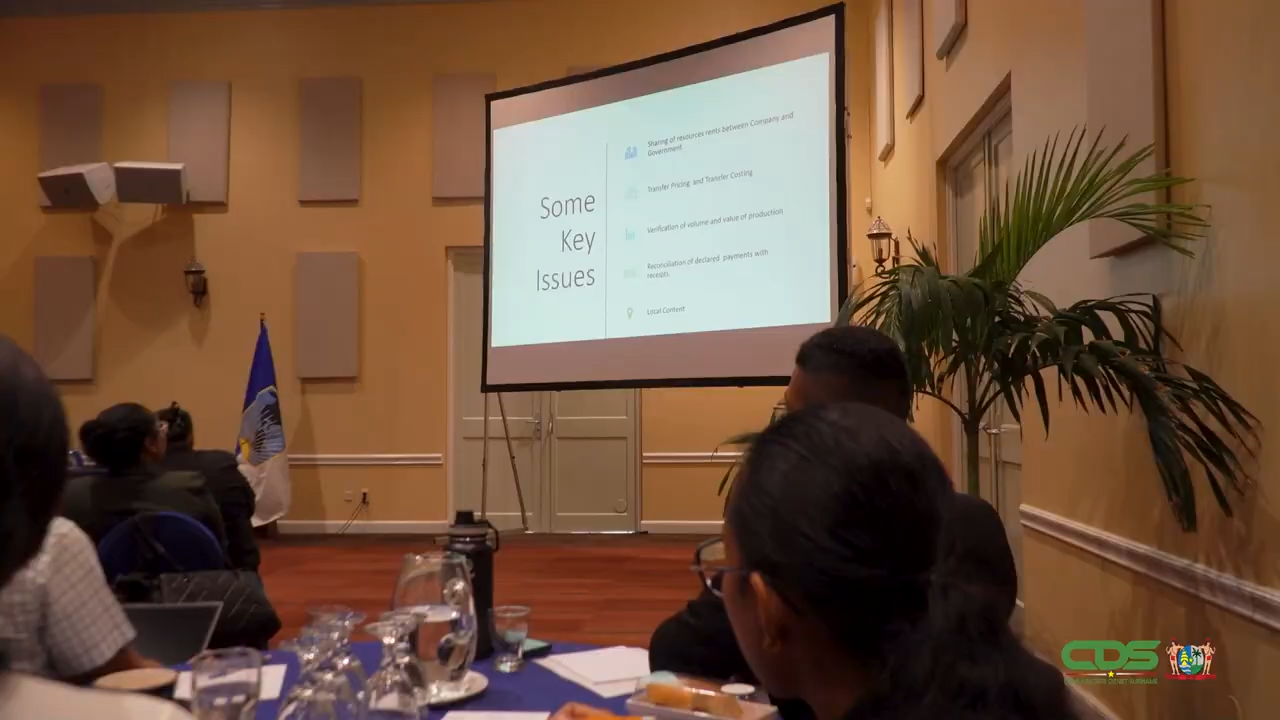 Some
Key
Issues
Sharing of resources rents between Company and
Government
Transfer Pricing and Transfer Costing
Verification of volume and value of production
Reconciliation of declared payments with
receipts
Local Content
CDS